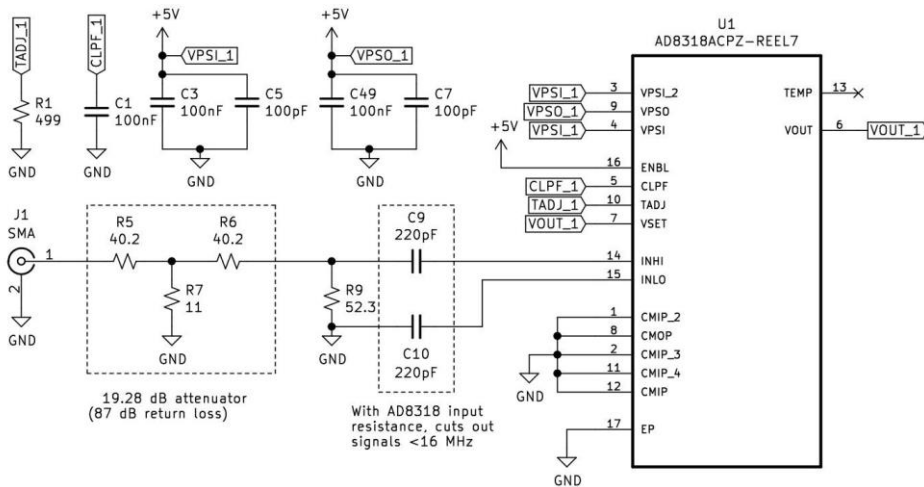 TADJ_1
R1
499
GND
CLPF_1
C1
100nF
GND
+5V
VPSI_1
C3
100nF
C5
100pF
GND
+5V
VPSO_1
C49
100nF
C7
100pF
GND
U1
AD8318ACPZ-REEL7
VPSI_1 3 VPSI_2
VPSO_1 9 VPSO
VPSI_1 4 VPSI
+5V
16 ENBL
CLPF_1 5 CLPF
TADJ_1 10 TADJ
VOUT_1 7 VSET
14 INHI
15 INLO
1 CMIP_2
8 CMOP
2 CMIP_3
11 CMIP_4
12 CMIP
GND
17 EP
GND
TEMP 13
VOUT 6 VOUT_1
J1
SMA
1
2
GND
R5
40.2
R6
40.2
R7
11
GND
19.28 dB attenuator
(87 dB return loss)
R9
52.3
GND
C9
220pF
C10
220pF
With AD8318 input
resistance, cuts out
signals <16 MHz